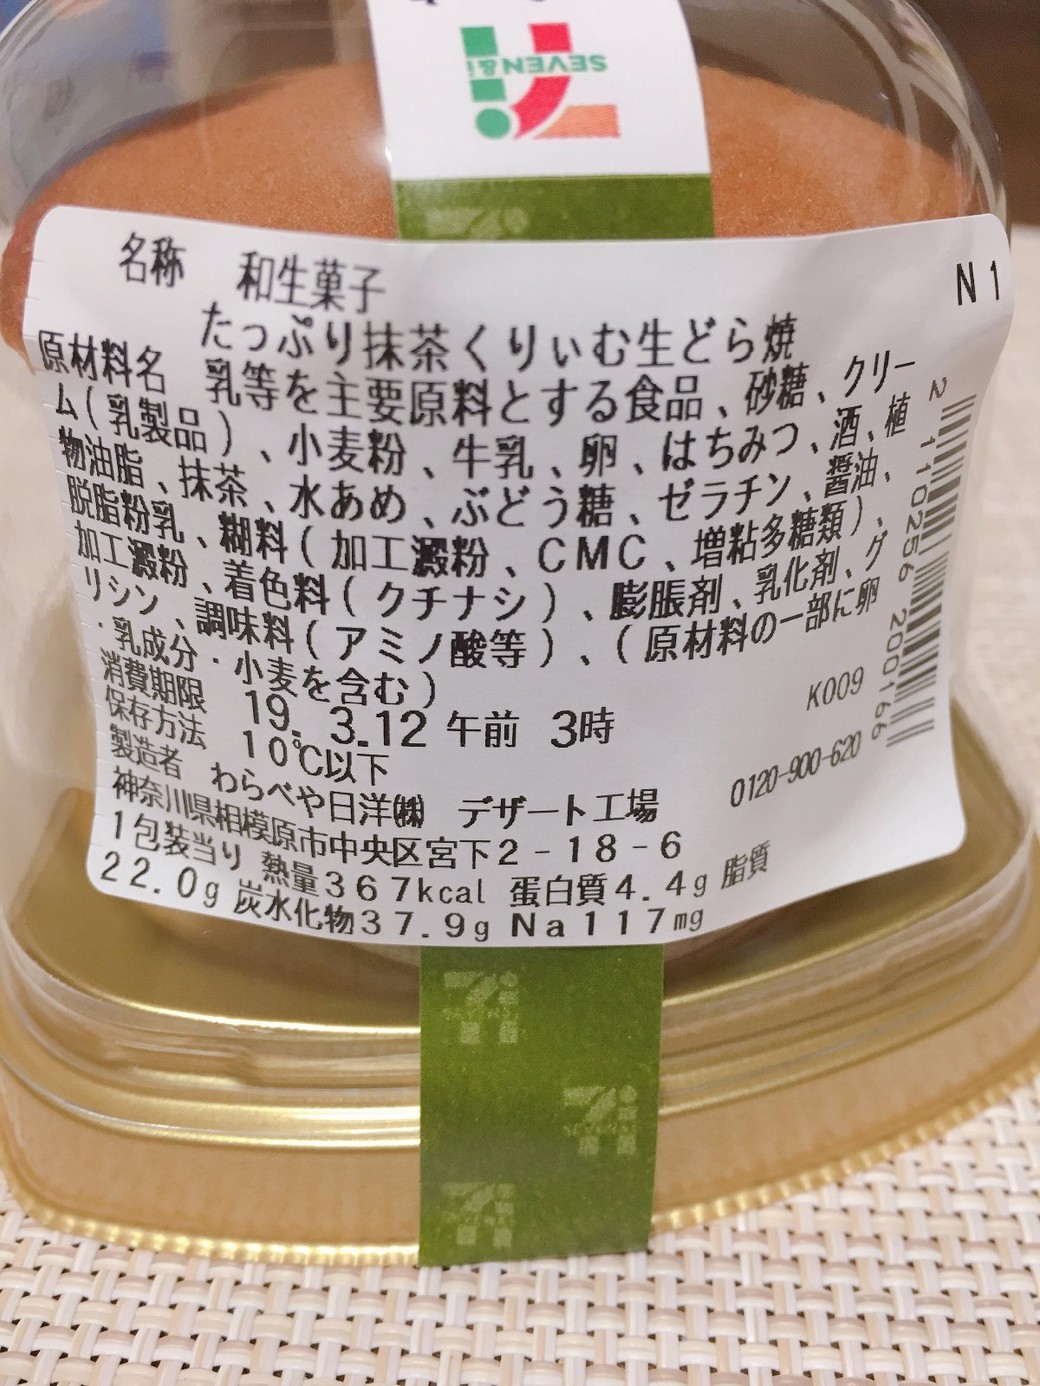 SEVEN&i
N1
名称 和生菓子
たっぷり抹茶くりぃむ生どら焼
原材料名 乳等を主要原料とする食品、砂糖、クリー
ム(乳製品)、小麦粉、牛乳、卵、はちみつ、酒、植
物油脂、抹茶、水あめ、ぶどう糖、ゼラチン、醤油、
脱脂粉乳、糊料(加工澱粉、CMC、増粘多糖類)、
加工澱粉、着色料(クチナシ)、膨脹剤、乳化剤、グ
リシン、調味料(アミノ酸等)、(原材料の一部に卵
・乳成分・小麦を含む)
消費期限 19. 3.12 午前 3時
保存方法 10℃以下
製造者 わらべや日洋㈱ デザート工場
神奈川県相模原市中央区宮下2-18-6
1包装当り 熱量367kcal 蛋白質4.4g 脂質
22.0g 炭水化物37.9g Na117mg
K009
0120-900-620
2 110256 200166